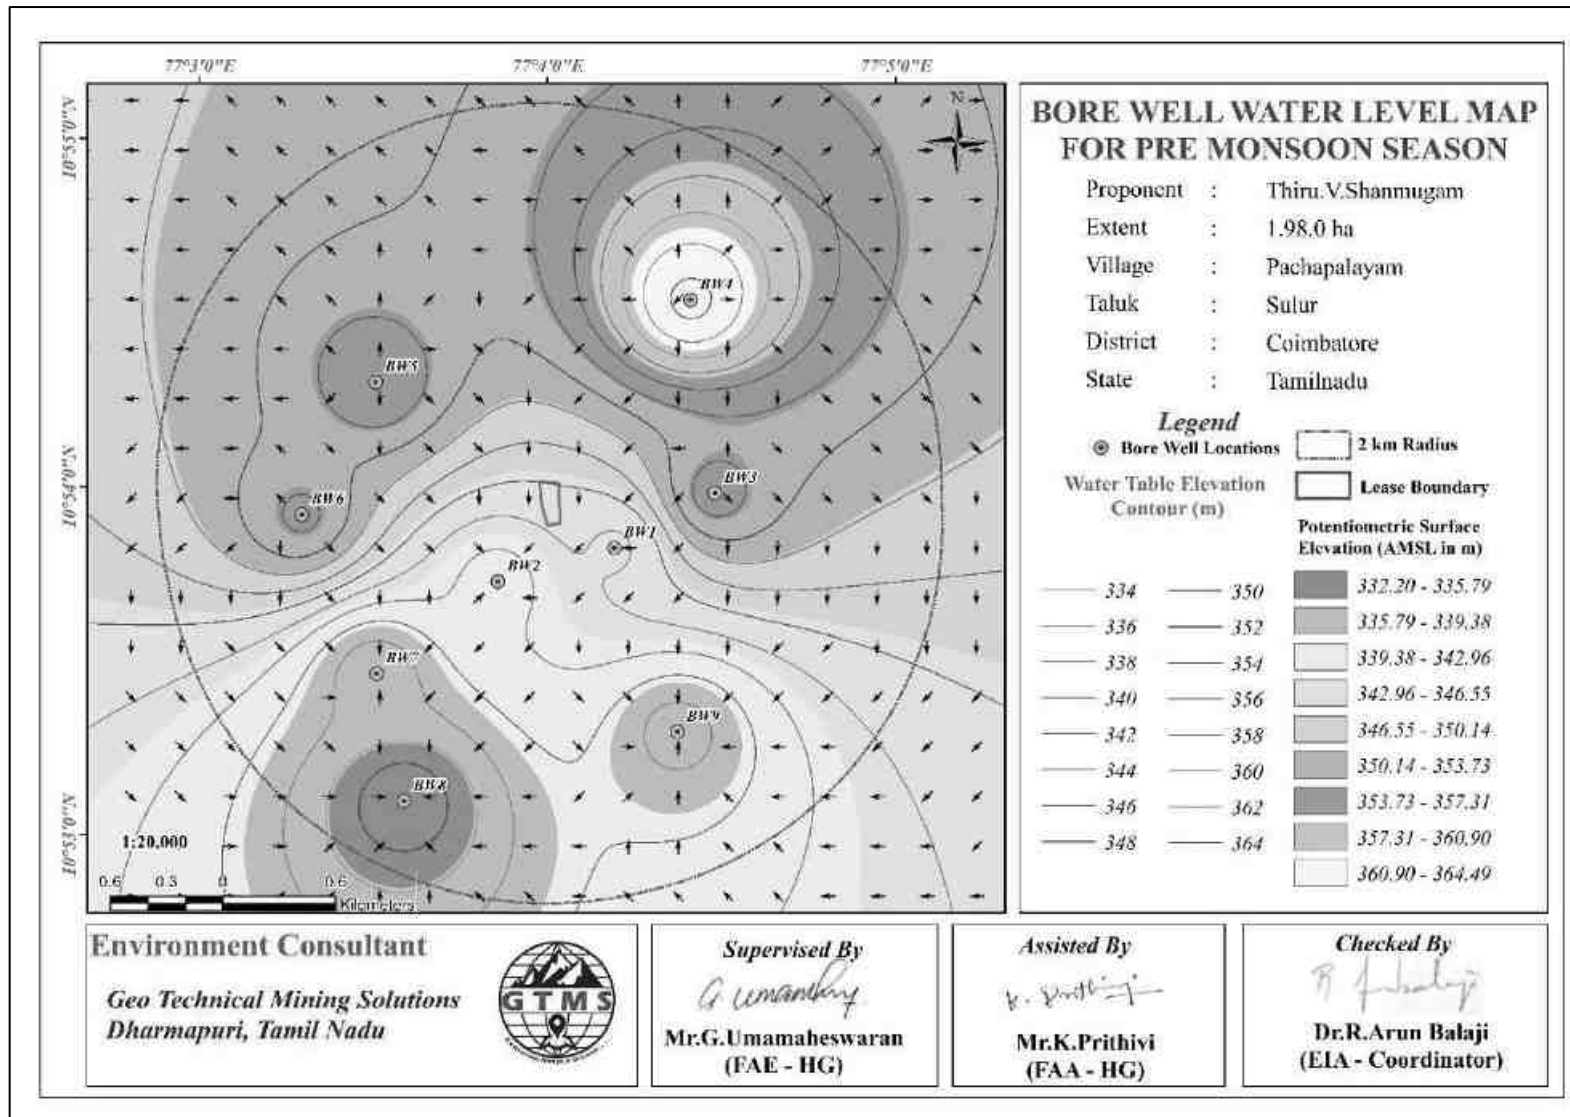 77°3'0"E 77°4'0"E 77°5'0"E
10°55'0"N
10°54'0"N
10°53'0"N
N
BW4
BW5
BW3
BW6
BW1
BW2
BW7
BW9
BW8
1:20,000
0.6 0.3 0 0.6
Kilometers
BORE WELL WATER LEVEL MAP
FOR PRE MONSOON SEASON
Proponent : Thiru.V.Shanmugam
Extent : 1.98.0 ha
Village : Pachapalayam
Taluk : Sulur
District : Coimbatore
State : Tamilnadu
Legend
Bore Well Locations
2 km Radius
Lease Boundary
Water Table Elevation
Contour (m)
334 350
336 352
338 354
340 356
342 358
344 360
346 362
348 364
Potentiometric Surface
Elevation (AMSL in m)
332.20 - 335.79
335.79 - 339.38
339.38 - 342.96
342.96 - 346.55
346.55 - 350.14
350.14 - 353.73
353.73 - 357.31
357.31 - 360.90
360.90 - 364.49
Environment Consultant
Geo Technical Mining Solutions
Dharmapuri, Tamil Nadu
GTMS
Supervised By
Mr.G.Umamaheswaran
(FAE - HG)
Assisted By
Mr.K.Prithivi
(FAA - HG)
Checked By
Dr.R.Arun Balaji
(EIA - Coordinator)